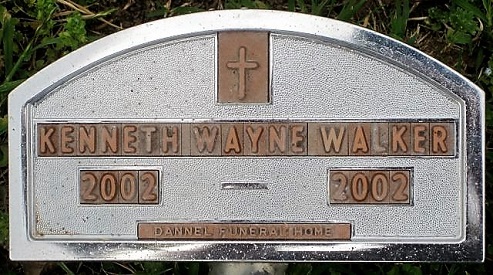 KENNETH WAYNE WALKER
2002 — 2002
DANNEL FUNERAL HOME